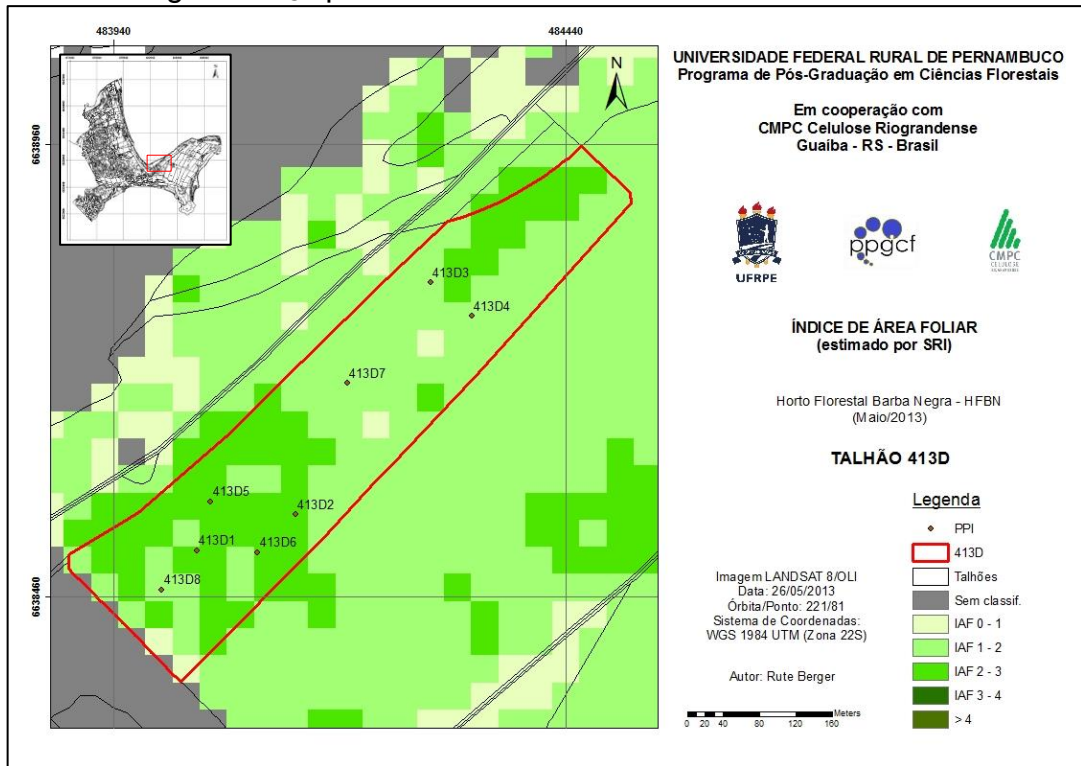 483940
484440
6638960
6638460
N
413D3
413D4
413D7
413D5
413D2
413D1
413D6
413D8
UNIVERSIDADE FEDERAL RURAL DE PERNAMBUCO
Programa de Pós-Graduação em Ciências Florestais
Em cooperação com
CMPC Celulose Riograndense
Guaíba - RS - Brasil
UFRPE
ppgcf
CMPC
CELULOSE
ÍNDICE DE ÁREA FOLIAR
(estimado por SRI)
Horto Florestal Barba Negra - HFBN
(Maio/2013)
TALHÃO 413D
Legenda
PPI
413D
Talhões
Sem classif.
IAF 0 - 1
IAF 1 - 2
IAF 2 - 3
IAF 3 - 4
> 4
Imagem LANDSAT 8/OLI
Data: 26/05/2013
Órbita/Ponto: 221/81
Sistema de Coordenadas:
WGS 1984 UTM (Zona 22S)
Autor: Rute Berger
Meters
0 20 40 80 120 160